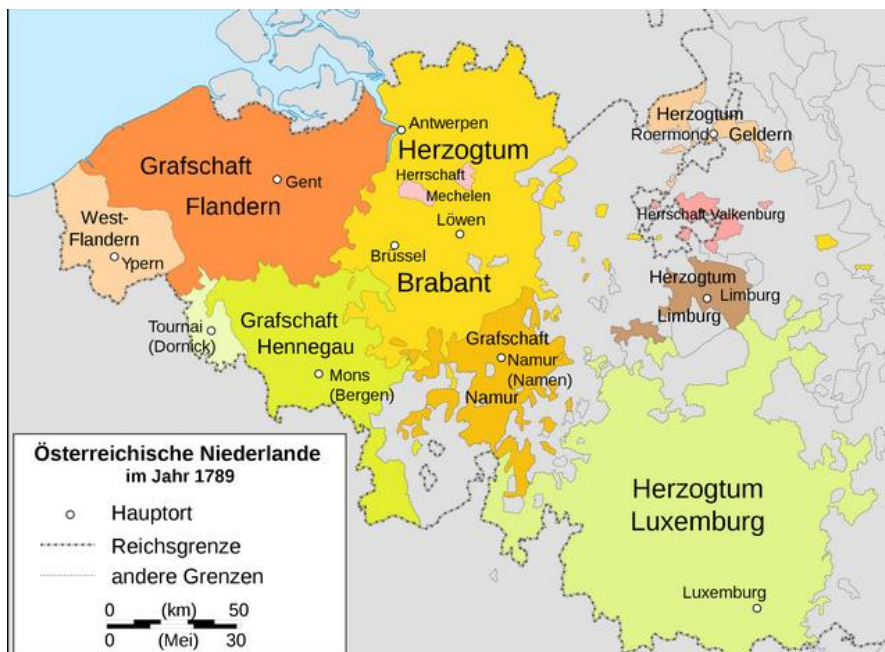 Antwerpen
Herzogtum
Grafschaft
Flandern
Gent
Herrschaft
Mechelen
Löwen
Brüssel
Brabant
West-
Flandern
Ypern
Herzogtum
Roermond
Geldern
Herrschaft Valkenburg
Herzogtum
Limburg
Limburg
Tournai
(Dornick)
Grafschaft
Hennegau
Mons
(Bergen)
Grafschaft
Namur
(Namen)
Namur
Herzogtum
Luxemburg
Luxemburg
Österreichische Niederlande
im Jahr 1789
Hauptort
Reichsgrenze
andere Grenzen
0 (km) 50
0 (Mei) 30